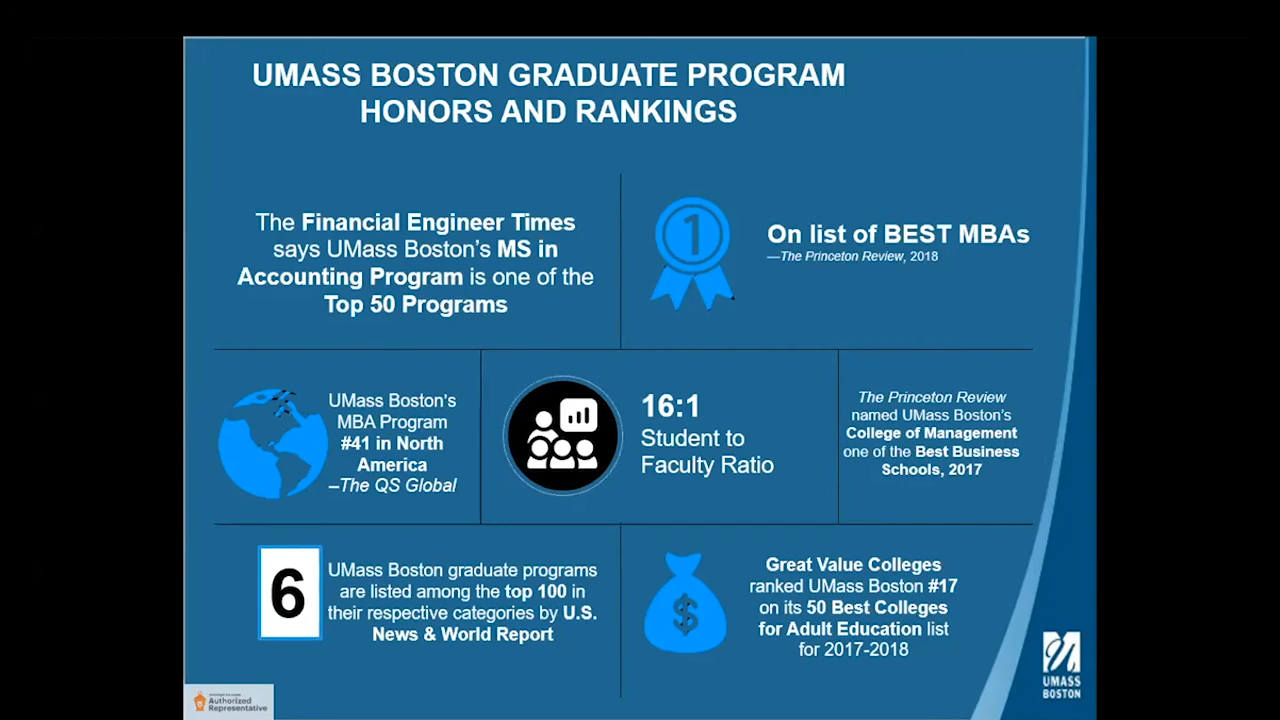 UMASS BOSTON GRADUATE PROGRAM
HONORS AND RANKINGS
The Financial Engineer Times
says UMass Boston's MS in
Accounting Program is one of the
Top 50 Programs
1
On list of BEST MBAs
—The Princeton Review, 2018
UMass Boston's
MBA Program
#41 in North
America
–The QS Global
16:1
Student to
Faculty Ratio
The Princeton Review
named UMass Boston's
College of Management
one of the Best Business
Schools, 2017
6
UMass Boston graduate programs
are listed among the top 100 in
their respective categories by U.S.
News & World Report
$
Great Value Colleges
ranked UMass Boston #17
on its 50 Best Colleges
for Adult Education list
for 2017-2018
UMASS
BOSTON
Authorized
Representative